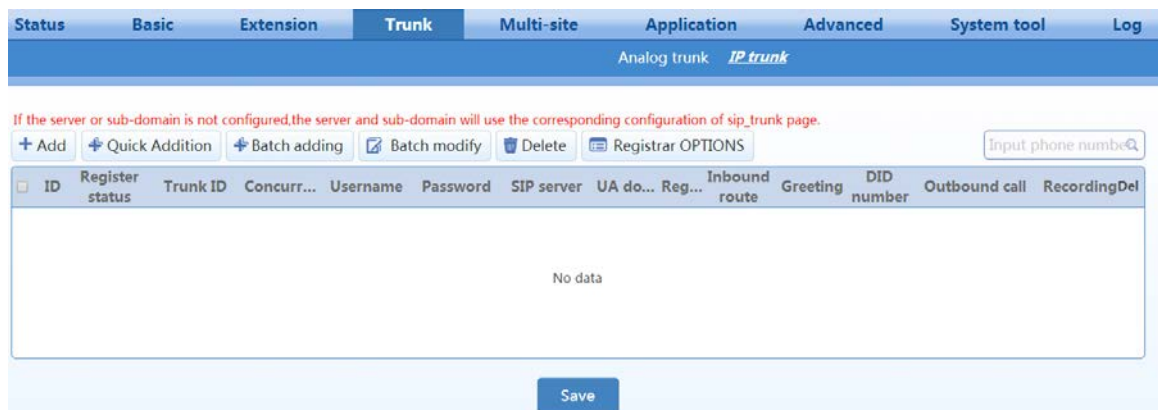 Status Basic Extension Trunk Multi-site Application Advanced System tool Log
Analog trunk IP trunk
If the server or sub-domain is not configured,the server and sub-domain will use the corresponding configuration of sip_trunk page.
+ Add Quick Addition Batch adding Batch modify Delete Registrar OPTIONS Input phone numbe
ID Register status Trunk ID Concurr... Username Password SIP server UA do... Reg... Inbound route Greeting DID number Outbound call Recording Del
No data
Save